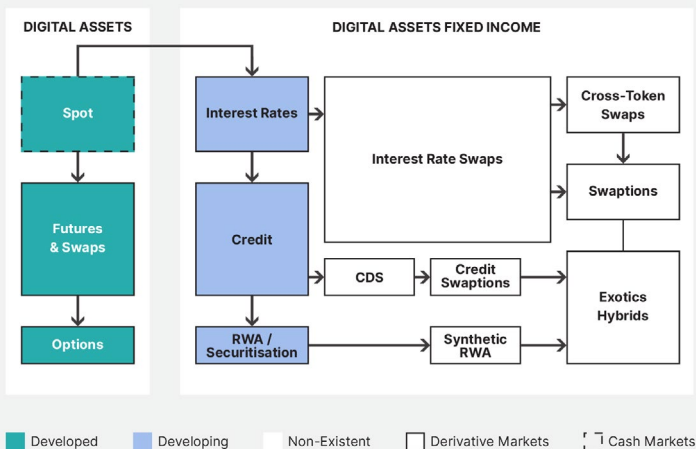 DIGITAL ASSETS
DIGITAL ASSETS FIXED INCOME
Spot
Futures
& Swaps
Options
Interest Rates
Credit
RWA /
Securitisation
Interest Rate Swaps
CDS
Credit
Swaptions
Synthetic
RWA
Cross-Token
Swaps
Swaptions
Exotics
Hybrids
Developed
Developing
Non-Existent
Derivative Markets
Cash Markets